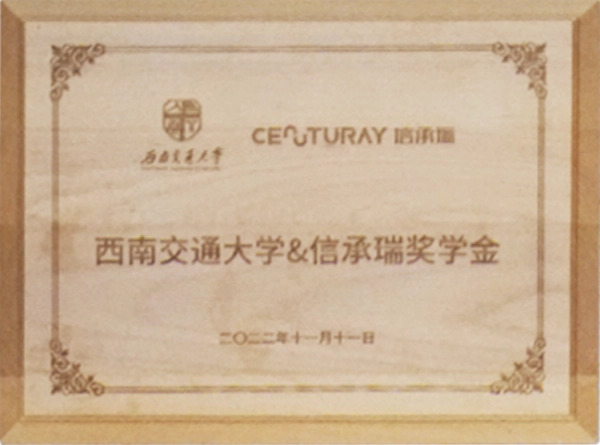 西南交通大学 CENTURAY 信承瑞
西南交通大学&信承瑞奖学金
二〇二二年十一月十一日